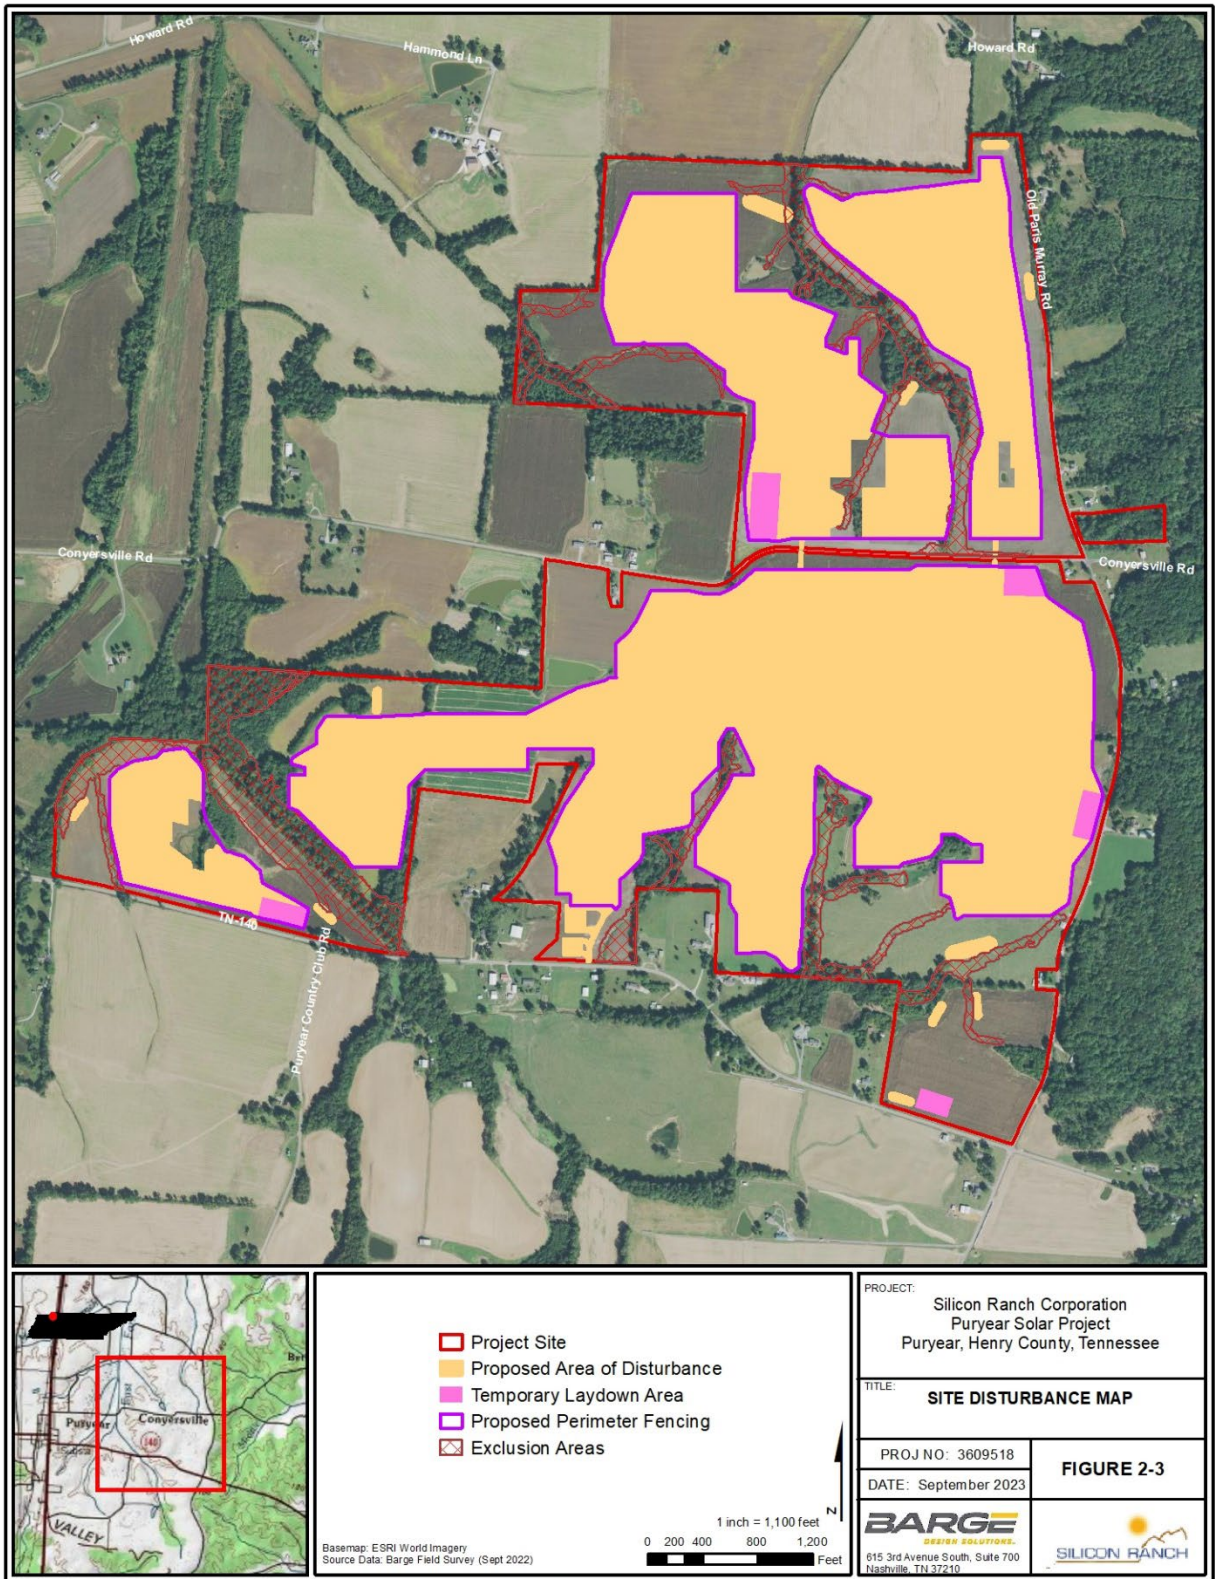 Howard Rd
Hammond Ln
Howard Rd
Old Paris Murray Rd
Conyersville Rd
Conyersville Rd
TN-140
Puryear Country Club Rd
Puryear
Conyersville
140
VALLEY
Project Site
Proposed Area of Disturbance
Temporary Laydown Area
Proposed Perimeter Fencing
Exclusion Areas
N
1 inch = 1,100 feet
0 200 400 800 1,200
Feet
Basemap: ESRI World Imagery
Source Data: Barge Field Survey (Sept 2022)
PROJECT:
Silicon Ranch Corporation
Puryear Solar Project
Puryear, Henry County, Tennessee
TITLE:
SITE DISTURBANCE MAP
PROJ NO: 3609518
DATE: September 2023
FIGURE 2-3
BARGE
DESIGN SOLUTIONS.
615 3rd Avenue South, Suite 700
Nashville, TN 37210
SILICON RANCH